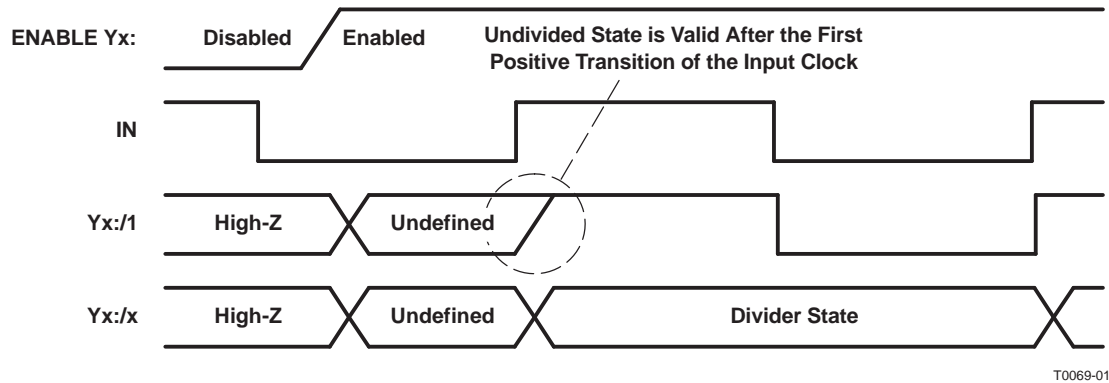 ENABLE Yx: Disabled Enabled Undivided State is Valid After the First
Positive Transition of the Input Clock
IN
Yx:/1 High-Z Undefined
Yx:/x High-Z Undefined Divider State
T0069-01